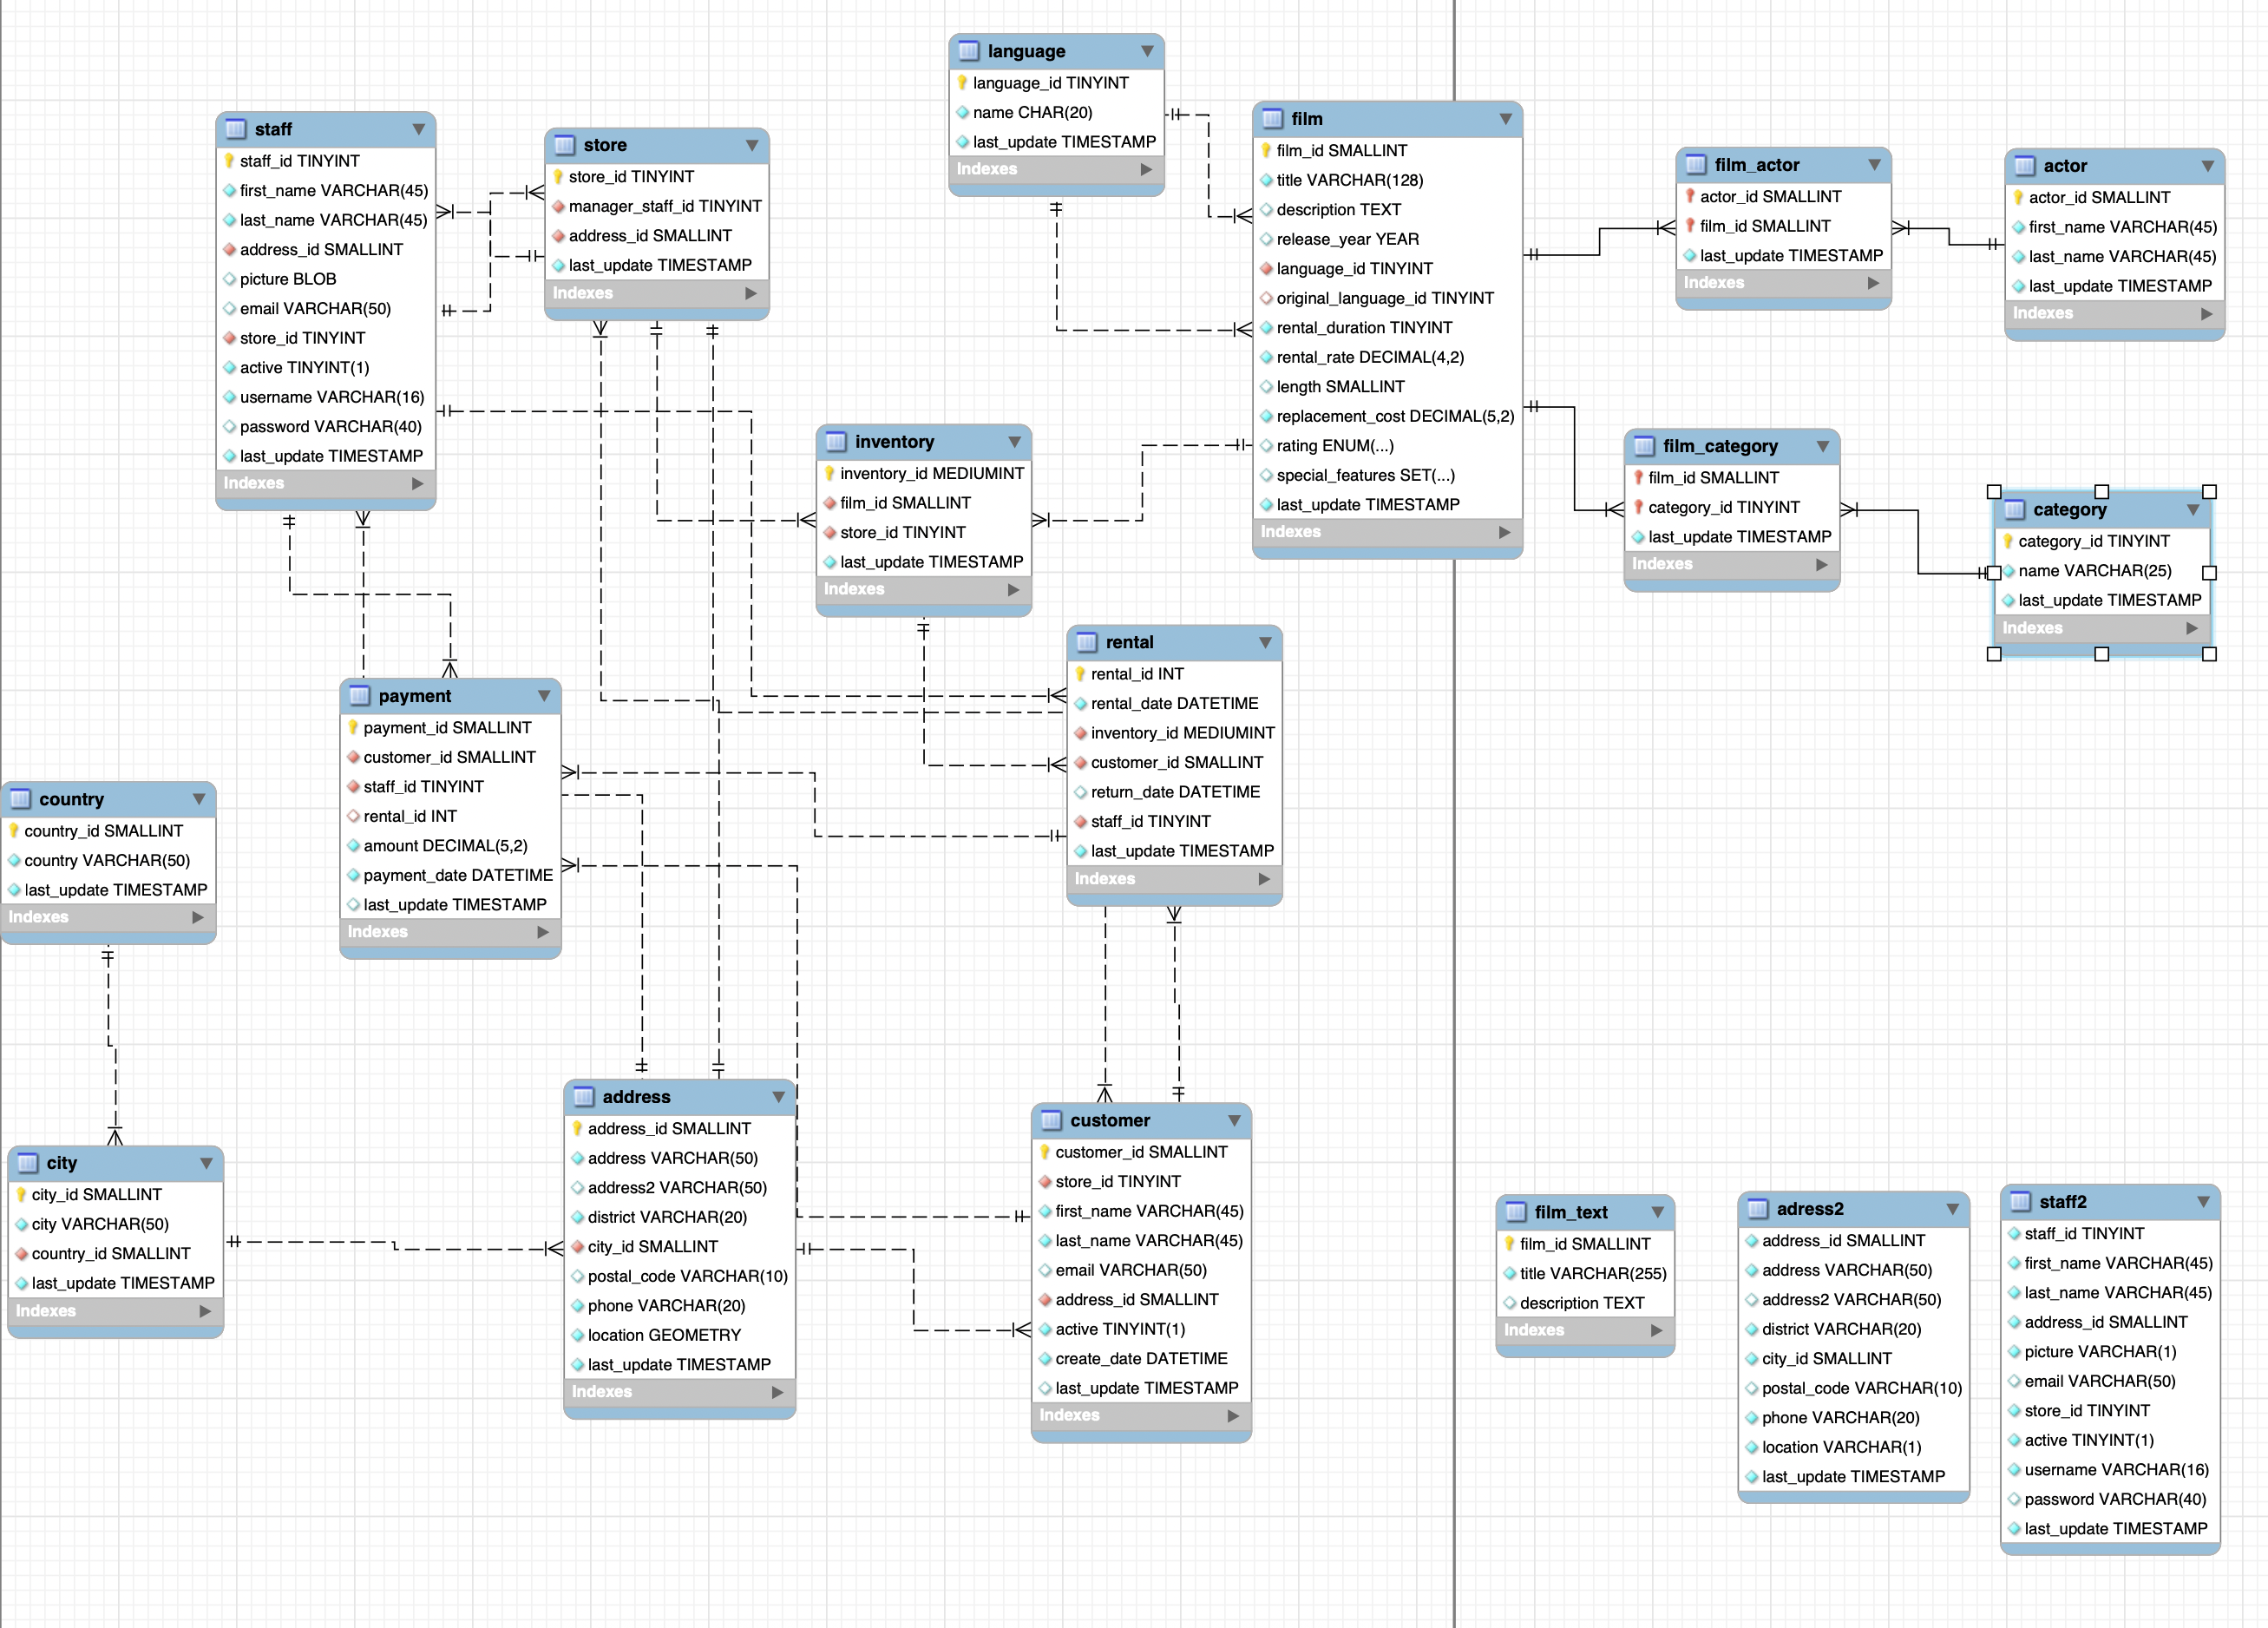 language
language_id TINYINT
name CHAR(20)
last_update TIMESTAMP
Indexes
staff
staff_id TINYINT
first_name VARCHAR(45)
last_name VARCHAR(45)
address_id SMALLINT
picture BLOB
email VARCHAR(50)
store_id TINYINT
active TINYINT(1)
username VARCHAR(16)
password VARCHAR(40)
last_update TIMESTAMP
Indexes
store
store_id TINYINT
manager_staff_id TINYINT
address_id SMALLINT
last_update TIMESTAMP
Indexes
film
film_id SMALLINT
title VARCHAR(128)
description TEXT
release_year YEAR
language_id TINYINT
original_language_id TINYINT
rental_duration TINYINT
rental_rate DECIMAL(4,2)
length SMALLINT
replacement_cost DECIMAL(5,2)
rating ENUM(...)
special_features SET(...)
last_update TIMESTAMP
Indexes
film_actor
actor_id SMALLINT
film_id SMALLINT
last_update TIMESTAMP
Indexes
actor
actor_id SMALLINT
first_name VARCHAR(45)
last_name VARCHAR(45)
last_update TIMESTAMP
Indexes
inventory
inventory_id MEDIUMINT
film_id SMALLINT
store_id TINYINT
last_update TIMESTAMP
Indexes
film_category
film_id SMALLINT
category_id TINYINT
last_update TIMESTAMP
Indexes
category
category_id TINYINT
name VARCHAR(25)
last_update TIMESTAMP
Indexes
rental
rental_id INT
rental_date DATETIME
inventory_id MEDIUMINT
customer_id SMALLINT
return_date DATETIME
staff_id TINYINT
last_update TIMESTAMP
Indexes
payment
payment_id SMALLINT
customer_id SMALLINT
staff_id TINYINT
rental_id INT
amount DECIMAL(5,2)
payment_date DATETIME
last_update TIMESTAMP
Indexes
country
country_id SMALLINT
country VARCHAR(50)
last_update TIMESTAMP
Indexes
city
city_id SMALLINT
city VARCHAR(50)
country_id SMALLINT
last_update TIMESTAMP
Indexes
address
address_id SMALLINT
address VARCHAR(50)
address2 VARCHAR(50)
district VARCHAR(20)
city_id SMALLINT
postal_code VARCHAR(10)
phone VARCHAR(20)
location GEOMETRY
last_update TIMESTAMP
Indexes
customer
customer_id SMALLINT
store_id TINYINT
first_name VARCHAR(45)
last_name VARCHAR(45)
email VARCHAR(50)
address_id SMALLINT
active TINYINT(1)
create_date DATETIME
last_update TIMESTAMP
Indexes
film_text
film_id SMALLINT
title VARCHAR(255)
description TEXT
Indexes
adress2
address_id SMALLINT
address VARCHAR(50)
address2 VARCHAR(50)
district VARCHAR(20)
city_id SMALLINT
postal_code VARCHAR(10)
phone VARCHAR(20)
location VARCHAR(1)
last_update TIMESTAMP
staff2
staff_id TINYINT
first_name VARCHAR(45)
last_name VARCHAR(45)
address_id SMALLINT
picture VARCHAR(1)
email VARCHAR(50)
store_id TINYINT
active TINYINT(1)
username VARCHAR(16)
password VARCHAR(40)
last_update TIMESTAMP